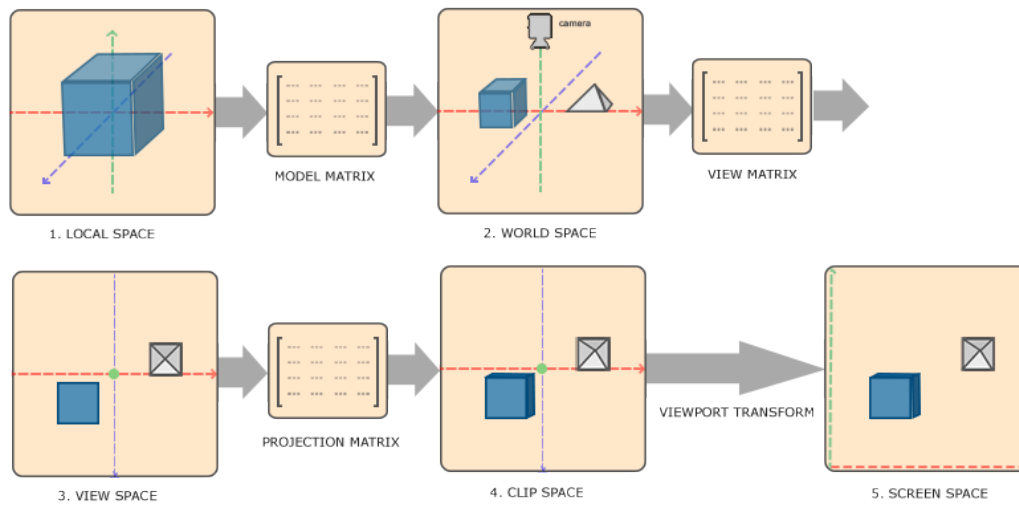 camera
MODEL MATRIX
VIEW MATRIX
1. LOCAL SPACE
2. WORLD SPACE
VIEWPORT TRANSFORM
PROJECTION MATRIX
3. VIEW SPACE
4. CLIP SPACE
5. SCREEN SPACE